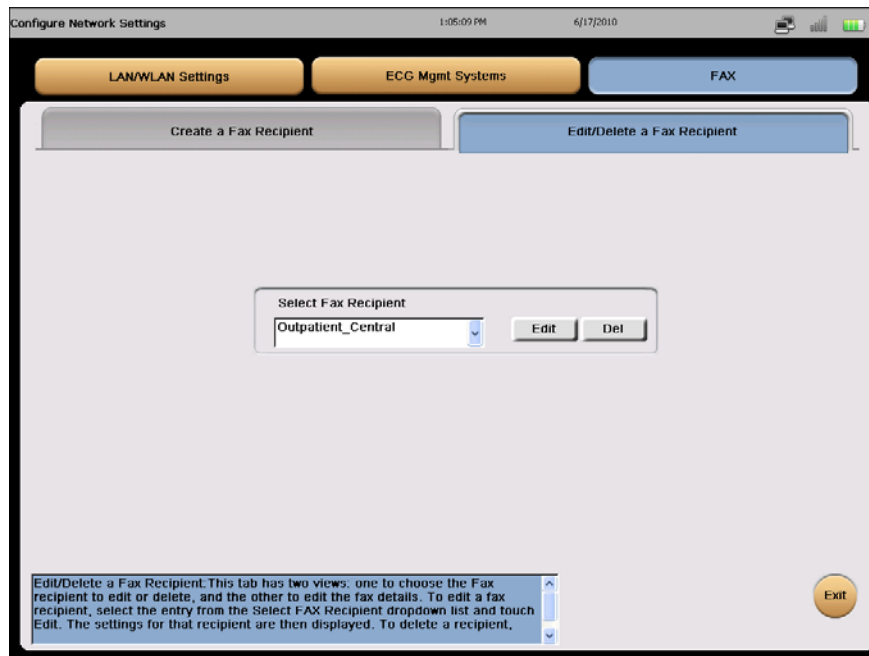 Configure Network Settings 1:05:09 PM 6/17/2010
LAN/WLAN Settings ECG Mgmt Systems FAX
Create a Fax Recipient Edit/Delete a Fax Recipient
Select Fax Recipient
Outpatient_Central Edit Del
Edit/Delete a Fax Recipient:This tab has two views: one to choose the Fax
recipient to edit or delete, and the other to edit the fax details. To edit a fax
recipient, select the entry from the Select FAX Recipient dropdown list and touch
Edit. The settings for that recipient are then displayed. To delete a recipient,
Exit